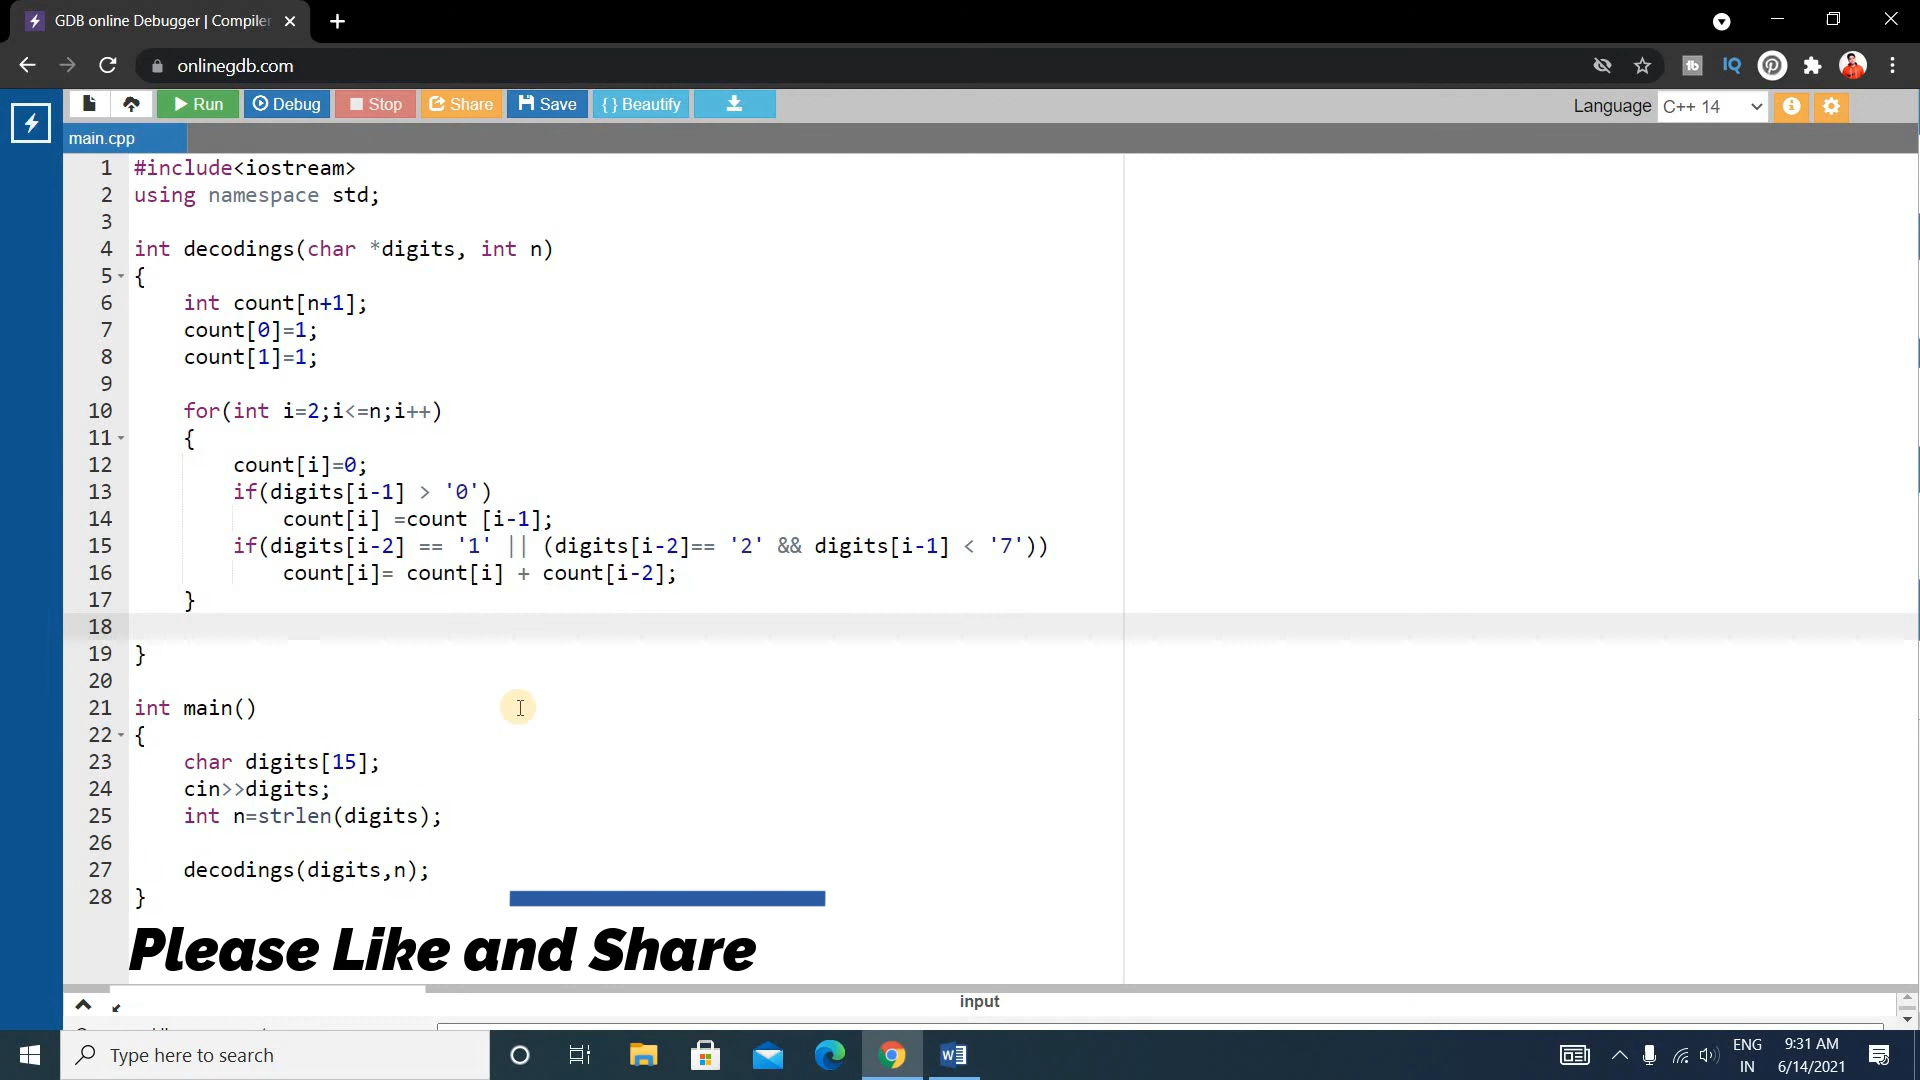 GDB online Debugger | Compiler
onlinegdb.com
Run Debug Stop Share Save { } Beautify Language C++ 14
main.cpp
1 #include<iostream>
2 using namespace std;
3
4 int decodings(char *digits, int n)
5 {
6 int count[n+1];
7 count[0]=1;
8 count[1]=1;
9
10 for(int i=2;i<=n;i++)
11 {
12 count[i]=0;
13 if(digits[i-1] > '0')
14 count[i] =count [i-1];
15 if(digits[i-2] == '1' || (digits[i-2]== '2' && digits[i-1] < '7'))
16 count[i]= count[i] + count[i-2];
17 }
18
19 }
20
21 int main()
22 {
23 char digits[15];
24 cin>>digits;
25 int n=strlen(digits);
26
27 decodings(digits,n);
28 }
Please Like and Share
input
Type here to search
ENG 9:31 AM
IN 6/14/2021